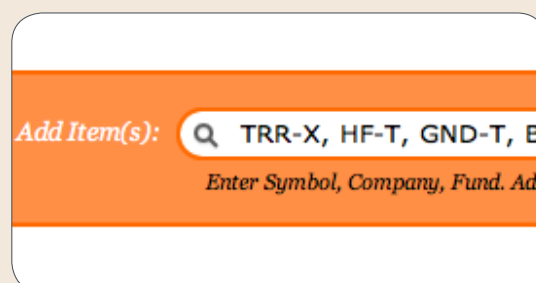 Add Item(s): TRR-X, HF-T, GND-T,
Enter Symbol, Company, Fund.